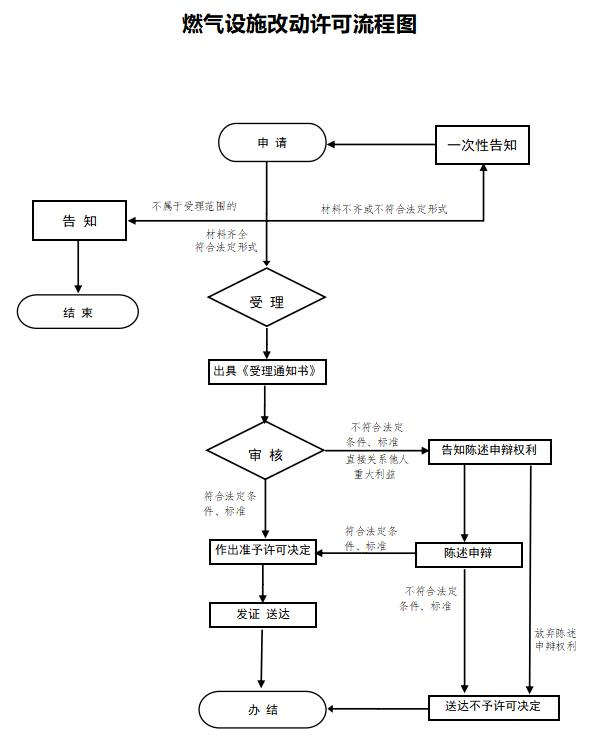 燃气设施改动许可流程图
申 请
一次性告知
不属于受理范围的
材料不齐或不符合法定形式
告 知
材料齐全
符合法定形式
受 理
结 束
出具《受理通知书》
不符合法定
条件、标准
告知陈述申辩权利
审 核
直接关系他人
重大利益
符合法定条
件、标准
符合法定条
件、标准
作出准予许可决定
陈述申辩
不符合法定
条件、标准
发证 送达
放弃陈述
申辩权利
办 结
送达不予许可决定